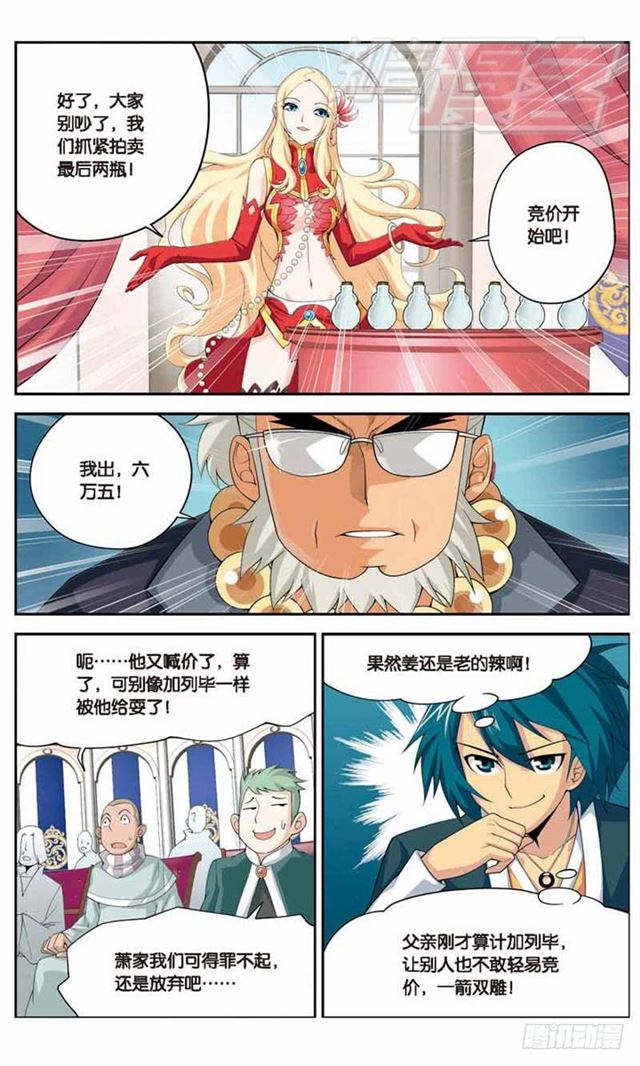 好了，大家
别吵了，我
们抓紧拍卖
最后两瓶！
竞价开
始吧！
我出，六
万五！
呃……他又喊价了，算
了，可别像加列毕一样
被他给耍了！
萧家我们可得罪不起，
还是放弃吧……
果然姜还是老的辣啊！
父亲刚才算计加列毕，
让别人也不敢轻易竞
价，一箭双雕！
腾讯动漫